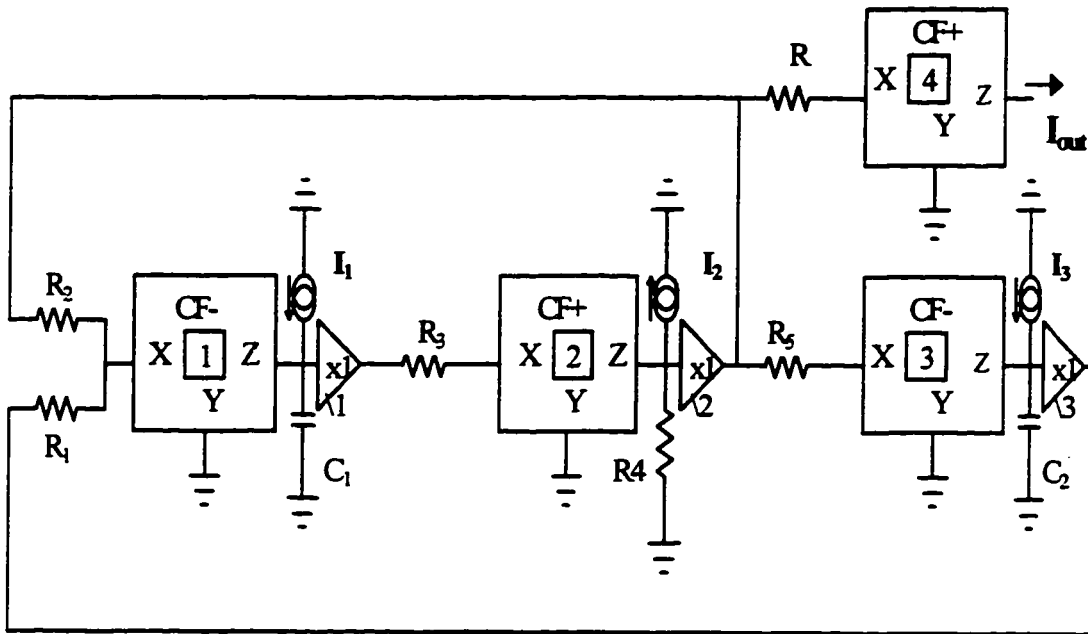 CF+
R
X 4 Z
Y
I_out
I₁
I₂
I₃
R₂
CF-
CF+
CF-
X 1 Z
x1
R₃
X 2 Z
x1
R₅
X 3 Z
x1
Y
\1
Y
\2
Y
\3
R₁
C₁
R4
C₂